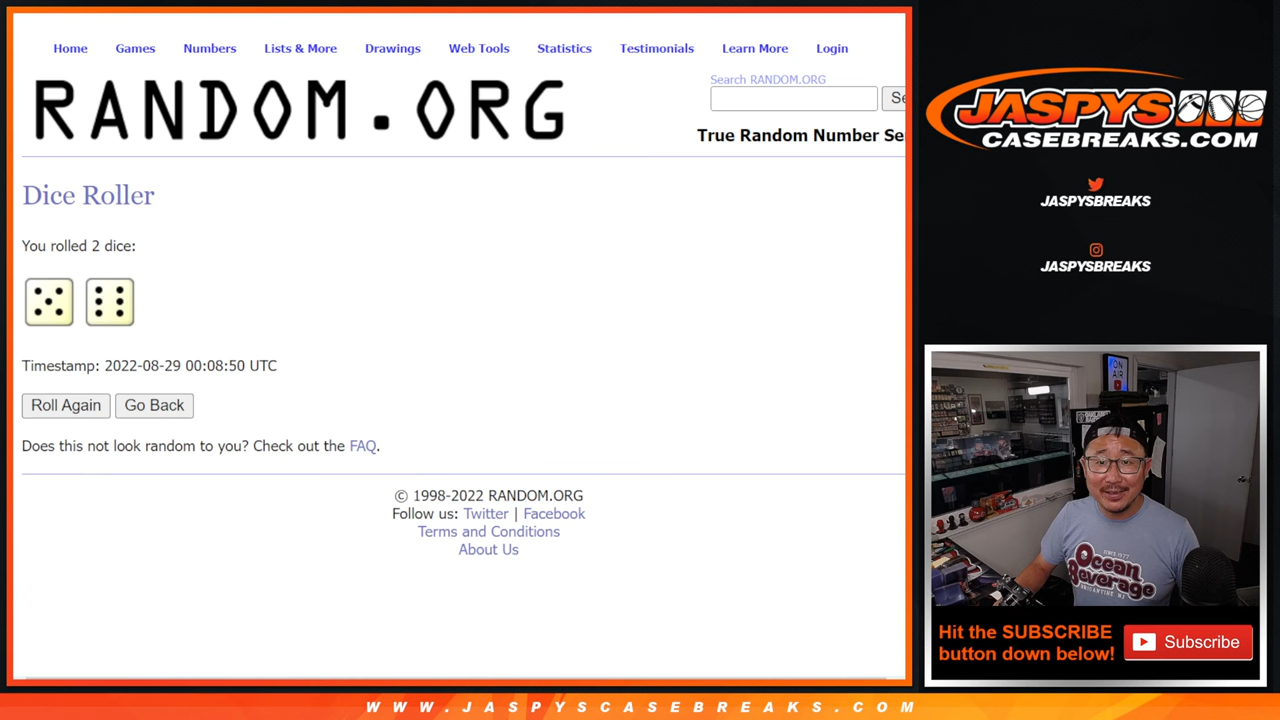 Home Games Numbers Lists & More Drawings Web Tools Statistics Testimonials Learn More Login
RANDOM.ORG
Search RANDOM.ORG
True Random Number Se
Dice Roller
You rolled 2 dice:
Timestamp: 2022-08-29 00:08:50 UTC
Roll Again Go Back
Does this not look random to you? Check out the FAQ.
© 1998-2022 RANDOM.ORG
Follow us: Twitter | Facebook
Terms and Conditions
About Us
JASPYS
CASEBREAKS.COM
JASPYSBREAKS
JASPYSBREAKS
ON
AIR
SINCE 1977
Ocean
Beverage
Hit the SUBSCRIBE
button down below!
Subscribe
WWW.JASPYSCASEBREAKS.COM